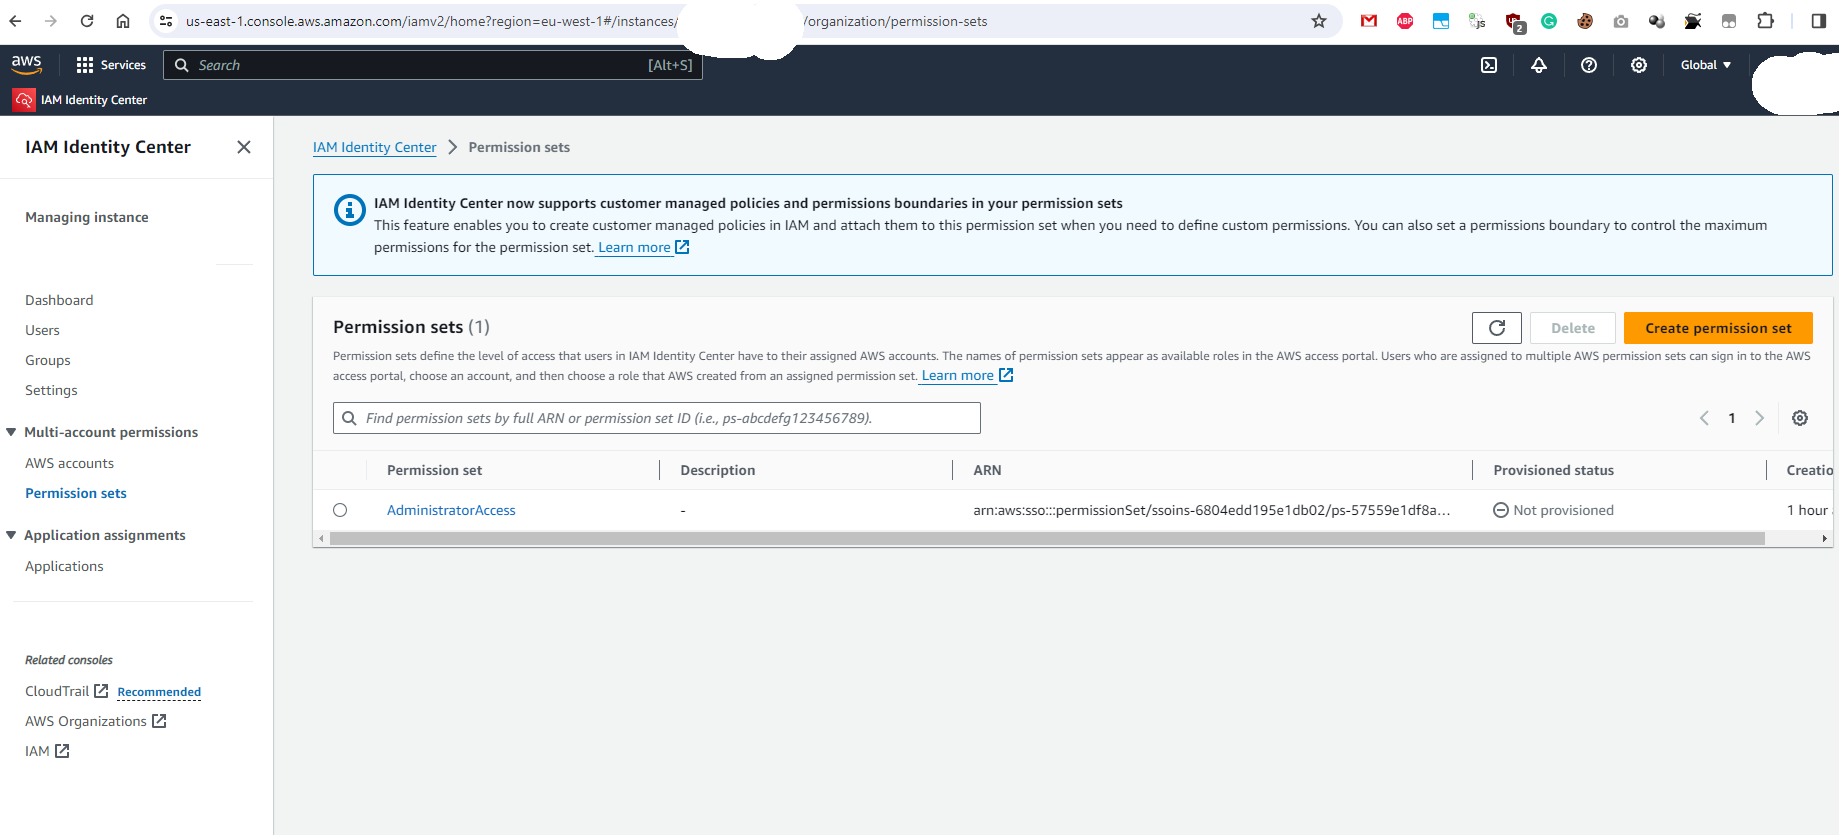 us-east-1.console.aws.amazon.com/iamv2/home?region=eu-west-1#/instances/ /organization/permission-sets
ABP
js
2
aws
Services
Search
[Alt+S]
Global
IAM Identity Center
IAM Identity Center
Managing instance
Dashboard
Users
Groups
Settings
Multi-account permissions
AWS accounts
Permission sets
Application assignments
Applications
Related consoles
CloudTrail Recommended
AWS Organizations
IAM
IAM Identity Center > Permission sets
IAM Identity Center now supports customer managed policies and permissions boundaries in your permission sets
This feature enables you to create customer managed policies in IAM and attach them to this permission set when you need to define custom permissions. You can also set a permissions boundary to control the maximum
permissions for the permission set. Learn more
Permission sets (1)
Delete
Create permission set
Permission sets define the level of access that users in IAM Identity Center have to their assigned AWS accounts. The names of permission sets appear as available roles in the AWS access portal. Users who are assigned to multiple AWS permission sets can sign in to the AWS
access portal, choose an account, and then choose a role that AWS created from an assigned permission set. Learn more
Find permission sets by full ARN or permission set ID (i.e., ps-abcdefg123456789).
1
Permission set Description ARN Provisioned status Creatio
AdministratorAccess - arn:aws:sso:::permissionSet/ssoins-6804edd195e1db02/ps-57559e1df8a... Not provisioned 1 hour